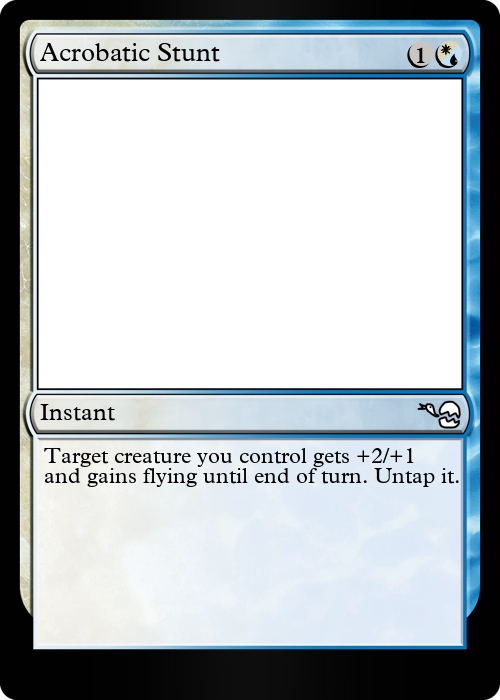 Acrobatic Stunt 1
Instant
Target creature you control gets +2/+1
and gains flying until end of turn. Untap it.